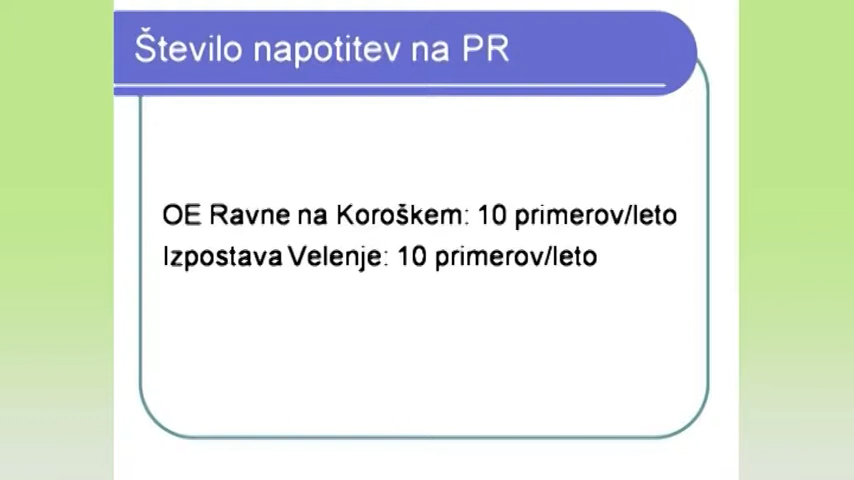 Število napotitev na PR
OE Ravne na Koroškem: 10 primerov/leto
Izpostava Velenje: 10 primerov/leto